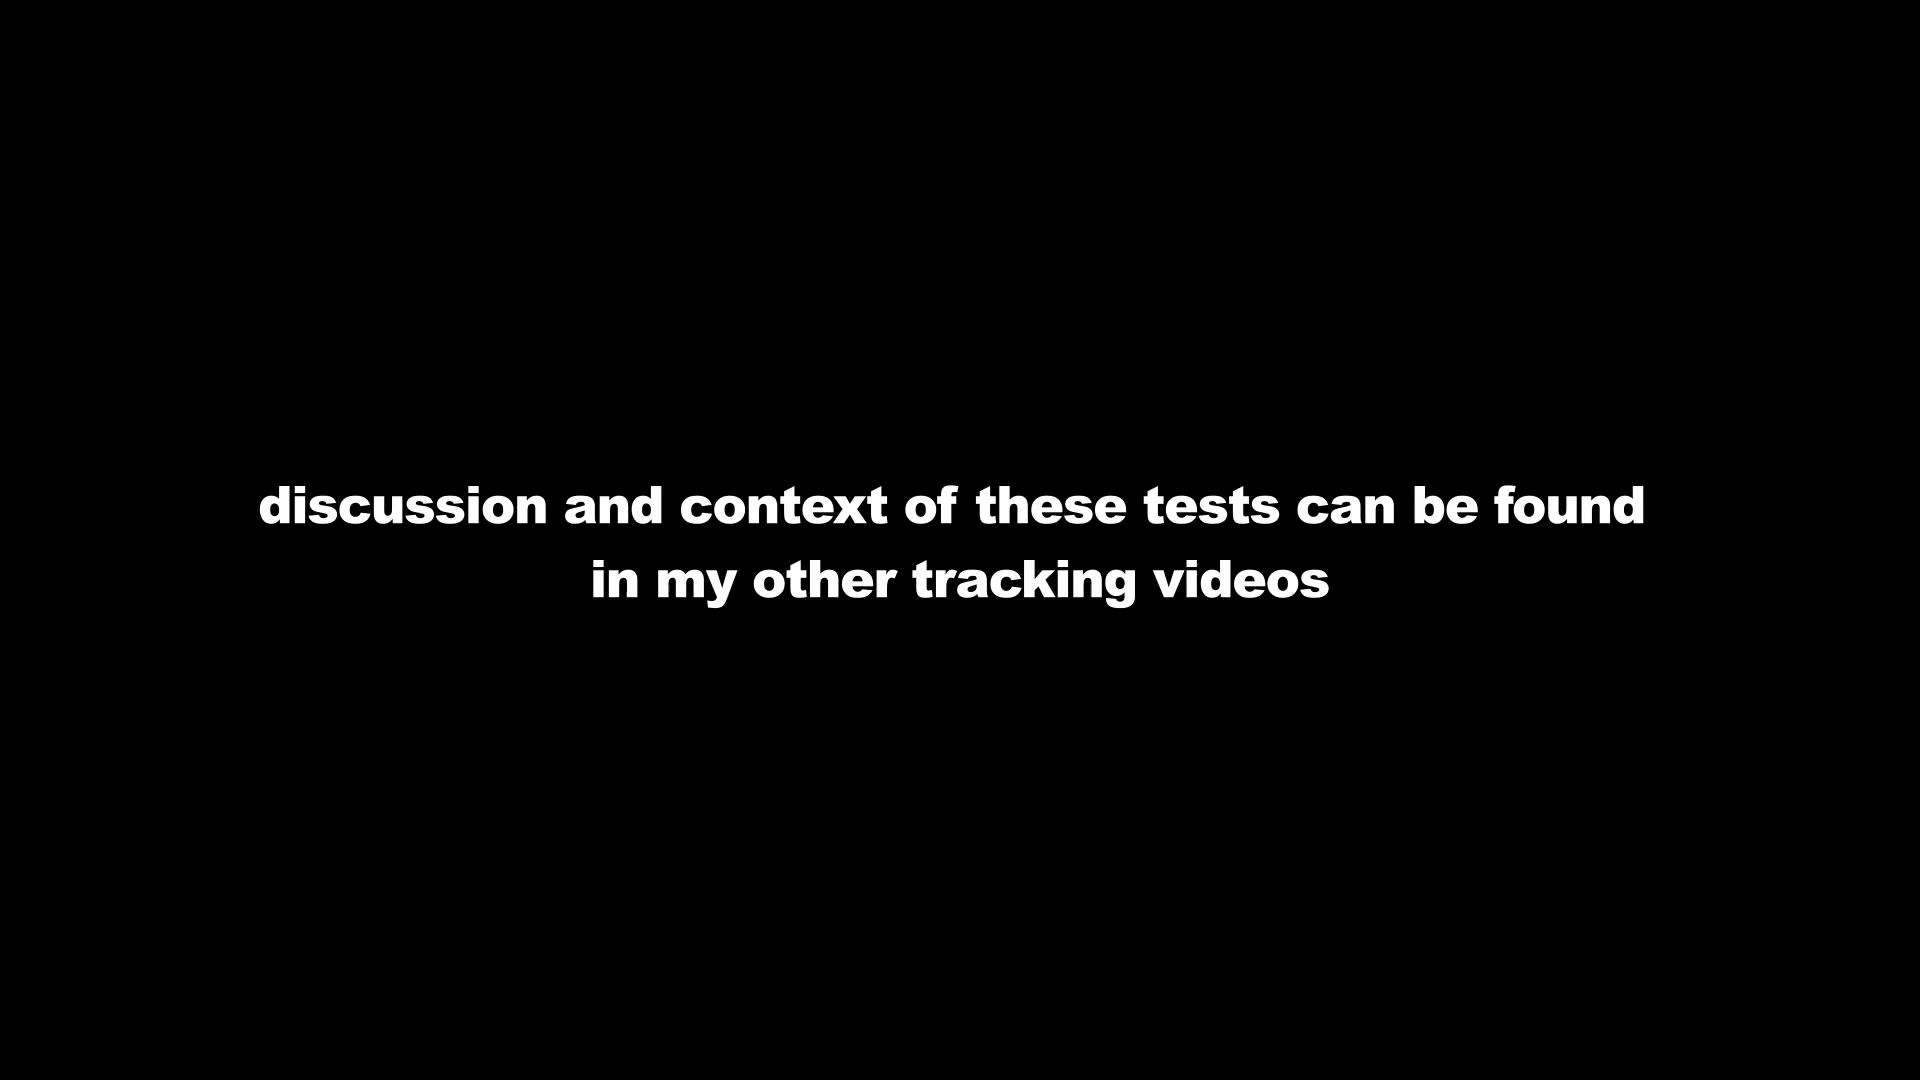 discussion and context of these tests can be found
in my other tracking videos